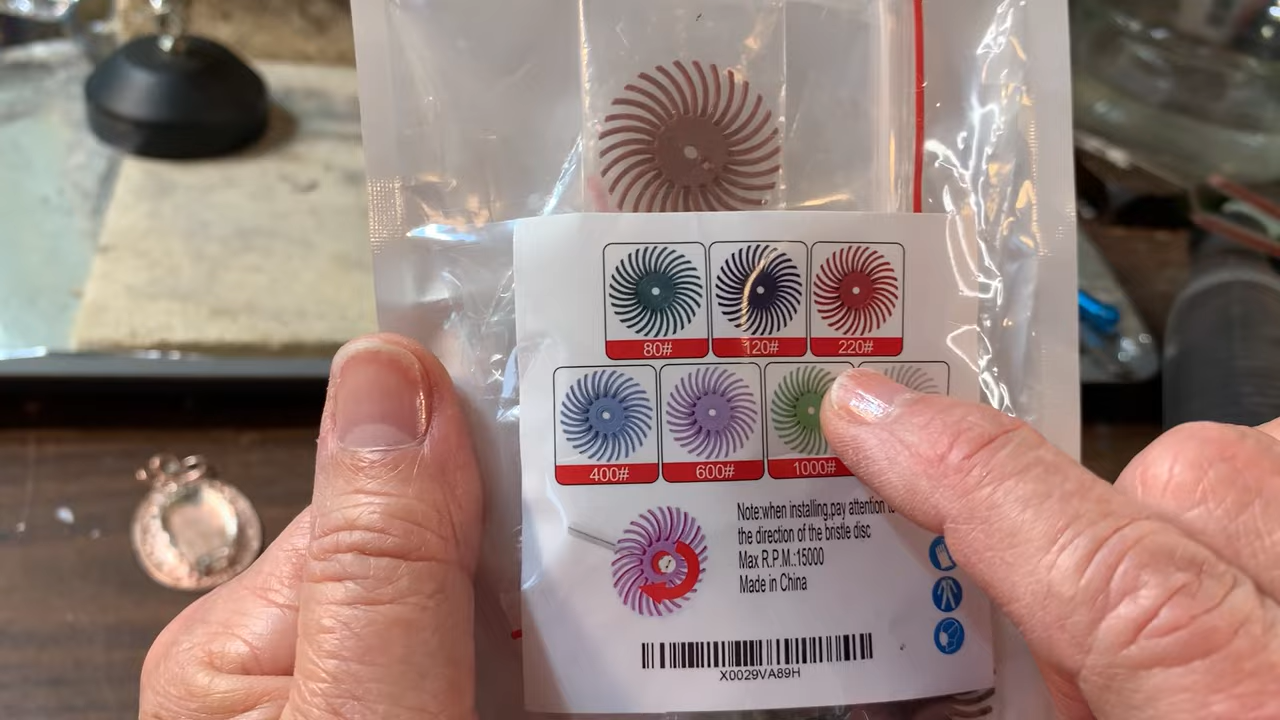 80# 120# 220#
400# 600# 1000#
Note:when installing,pay attention
the direction of the bristle disc
Max R.P.M.:15000
Made in China
X0029VA89H